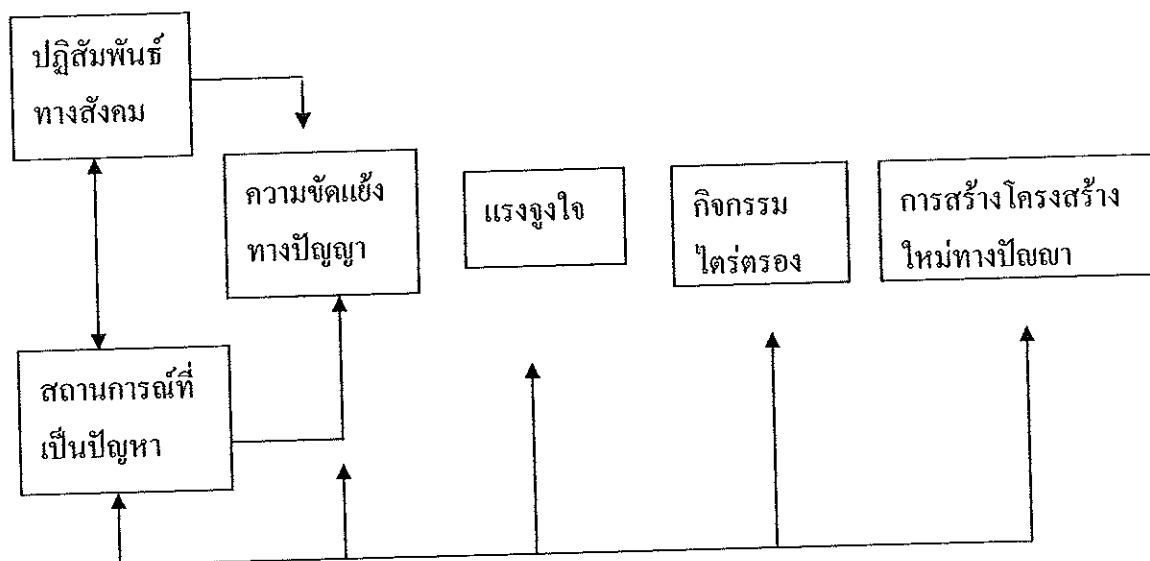 ปฏิสัมพันธ์
ทางสังคม
ความขัดแย้ง
ทางปัญญา
แรงจูงใจ
กิจกรรม
ไตร่ตรอง
การสร้างโครงสร้าง
ใหม่ทางปัญญา
สถานการณ์ที่
เป็นปัญหา